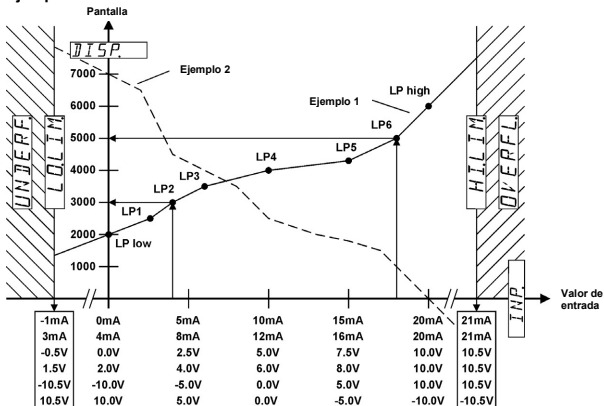 Pantalla
DISP.
7000
6000
5000
4000
3000
2000
1000
Ejemplo 2
Ejemplo 1
LP high
LP6
LP5
LP4
LP3
LP2
LP1
LP low
UNDERF.
LO.LIM.
HI.LIM.
OVERFL.
INP.
Valor de
entrada
-1mA 0mA 5mA 10mA 15mA 20mA 21mA
3mA 4mA 8mA 12mA 16mA 20mA 21mA
-0.5V 0.0V 2.5V 5.0V 7.5V 10.0V 10.5V
1.5V 2.0V 4.0V 6.0V 8.0V 10.0V 10.5V
-10.5V -10.0V -5.0V 0.0V 5.0V 10.0V 10.5V
10.5V 10.0V 5.0V 0.0V -5.0V -10.0V -10.5V